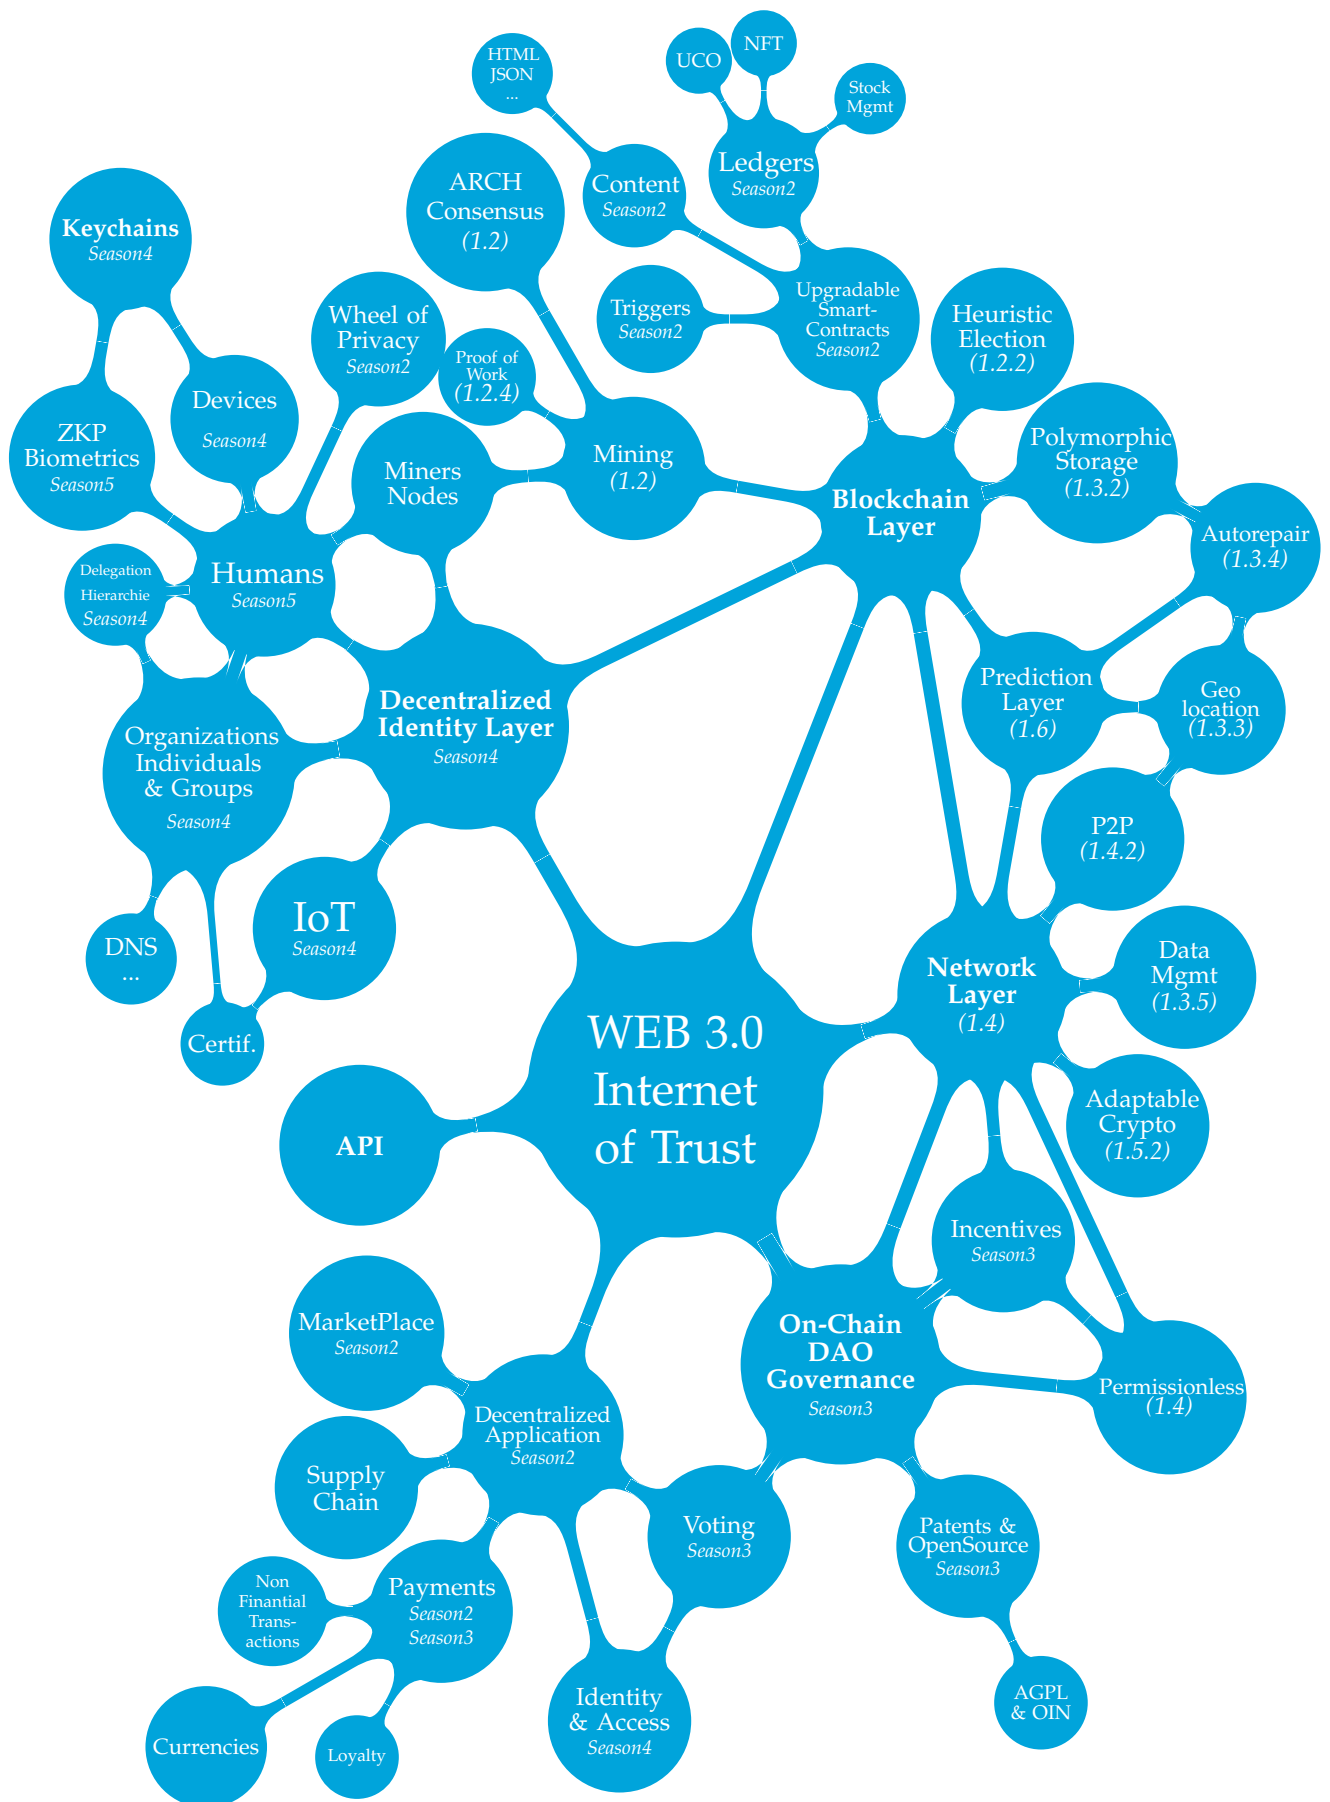 HTML
JSON
...
UCO
NFT
Stock
Mgmt
Ledgers
Season2
Content
Season2
ARCH
Consensus
(1.2)
Keychains
Season4
Wheel of
Privacy
Season2
Triggers
Season2
Upgradable
Smart-
Contracts
Season2
Heuristic
Election
(1.2.2)
Proof of
Work
(1.2.4)
Devices
Season4
ZKP
Biometrics
Season5
Miners
Nodes
Mining
(1.2)
Blockchain
Layer
Polymorphic
Storage
(1.3.2)
Autorepair
(1.3.4)
Delegation
Hierarchie
Season4
Humans
Season5
Decentralized
Identity Layer
Season4
Prediction
Layer
(1.6)
Geo
location
(1.3.3)
Organizations
Individuals
& Groups
Season4
P2P
(1.4.2)
IoT
Season4
DNS
...
Certif.
Network
Layer
(1.4)
Data
Mgmt
(1.3.5)
WEB 3.0
Internet
of Trust
API
Adaptable
Crypto
(1.5.2)
Incentives
Season3
MarketPlace
Season2
On-Chain
DAO
Governance
Season3
Permissionless
(1.4)
Decentralized
Application
Season2
Supply
Chain
Voting
Season3
Patents &
OpenSource
Season3
Non
Finantial
Trans-
actions
Payments
Season2
Season3
Identity
& Access
Season4
AGPL
& OIN
Currencies
Loyalty